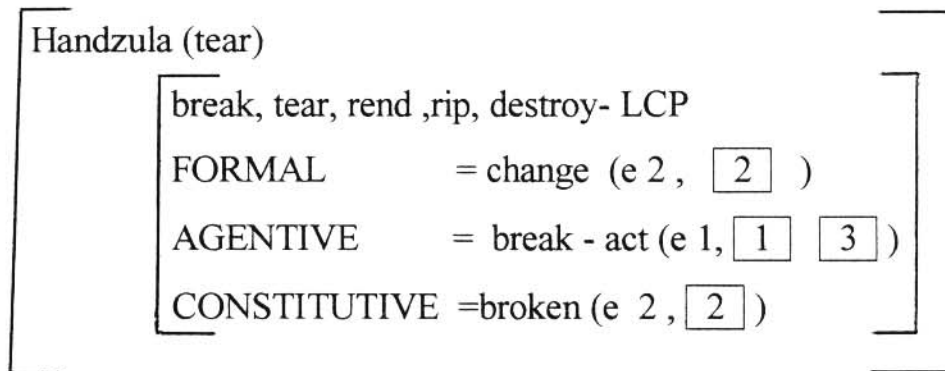 Handzula (tear)
break, tear, rend ,rip, destroy- LCP
FORMAL = change (e 2 , 2 )
AGENTIVE = break - act (e 1, 1 3 )
CONSTITUTIVE =broken (e 2 , 2 )